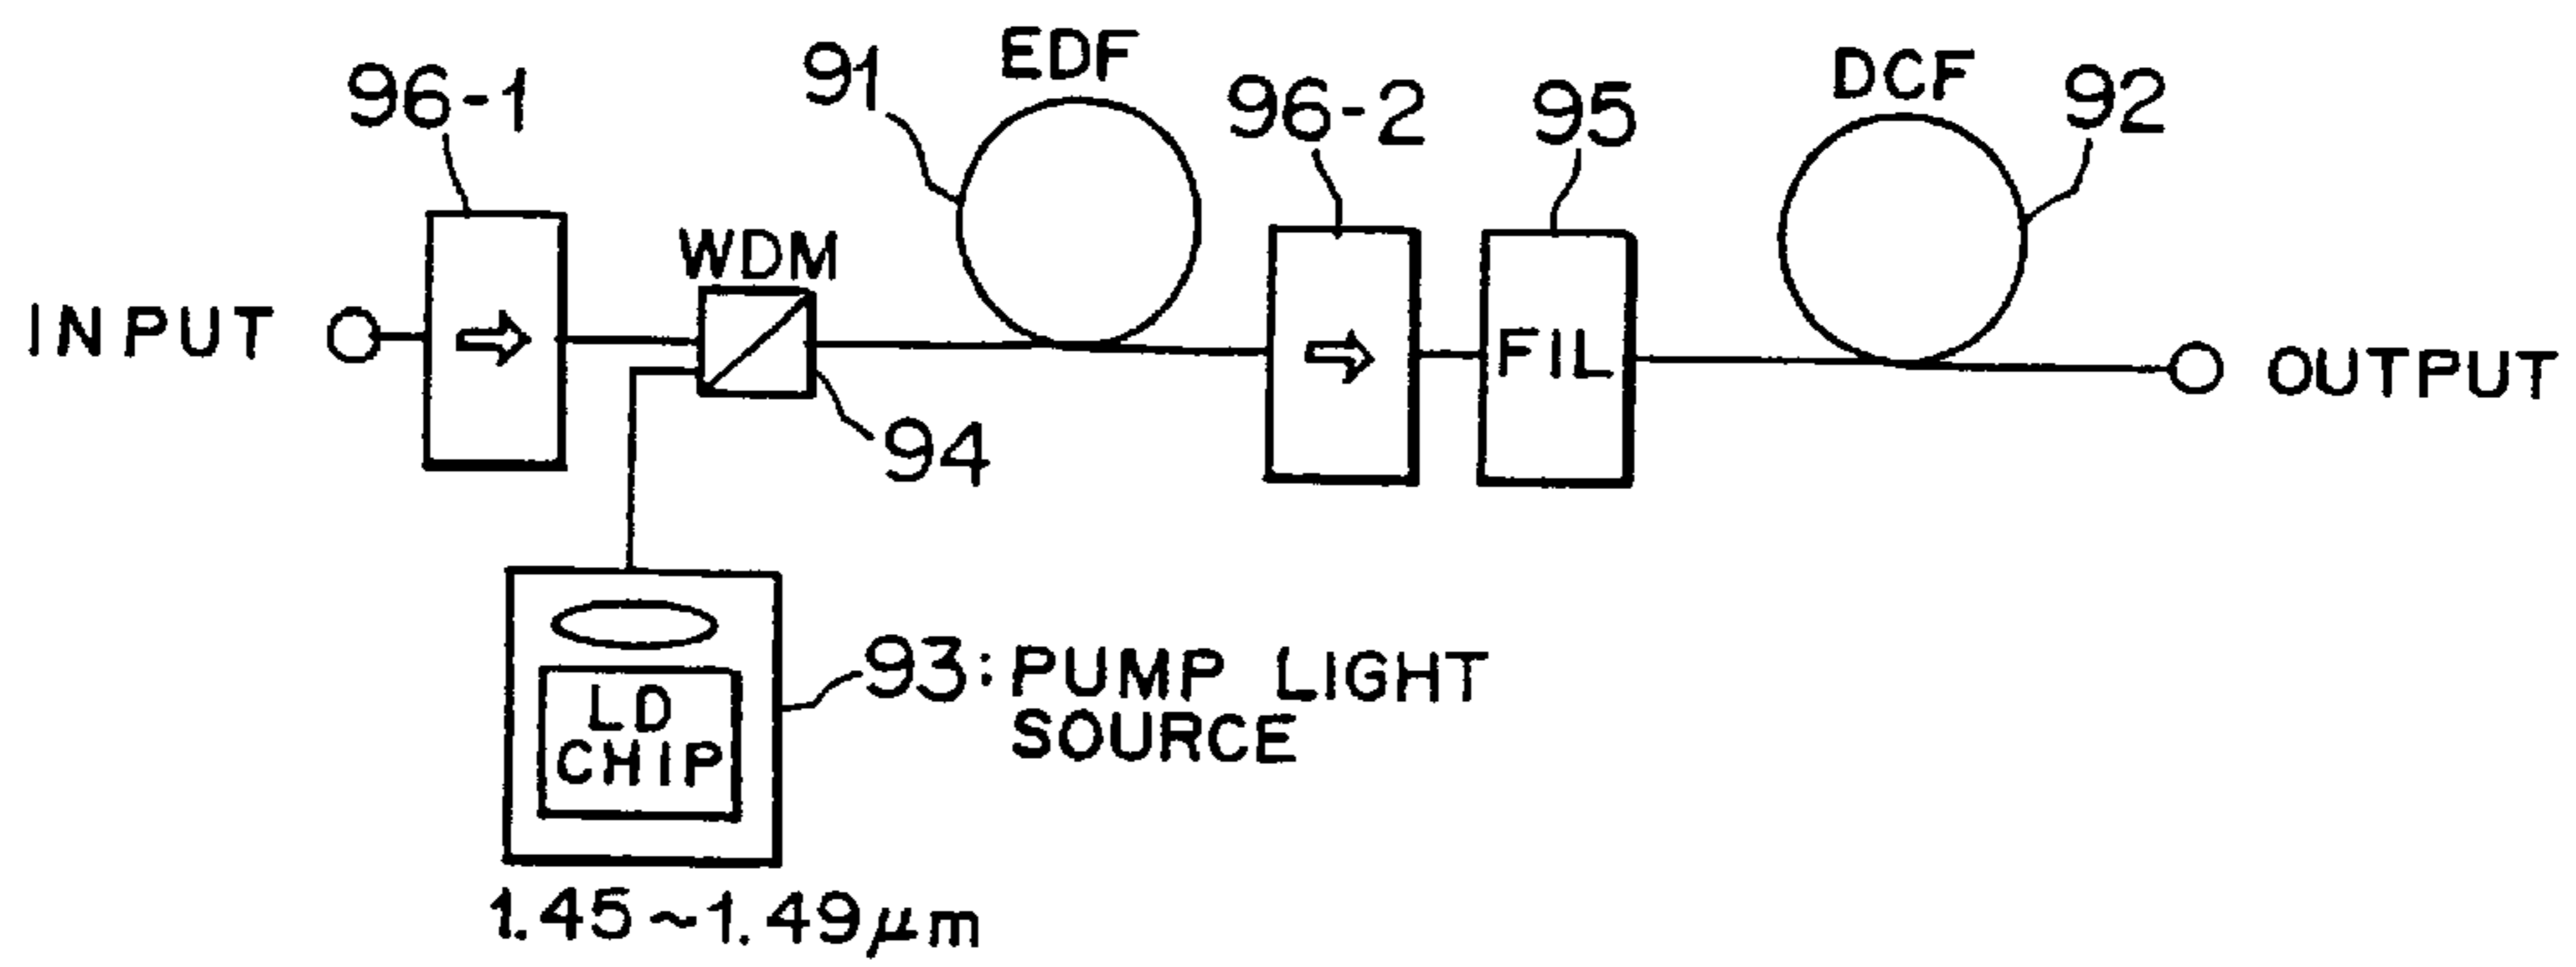 EDF
91
DCF
96-1
96-2
95
92
WDM
INPUT
FIL
OUTPUT
94
93: PUMP LIGHT
SOURCE
LD
CHIP
1.45~1.49μm